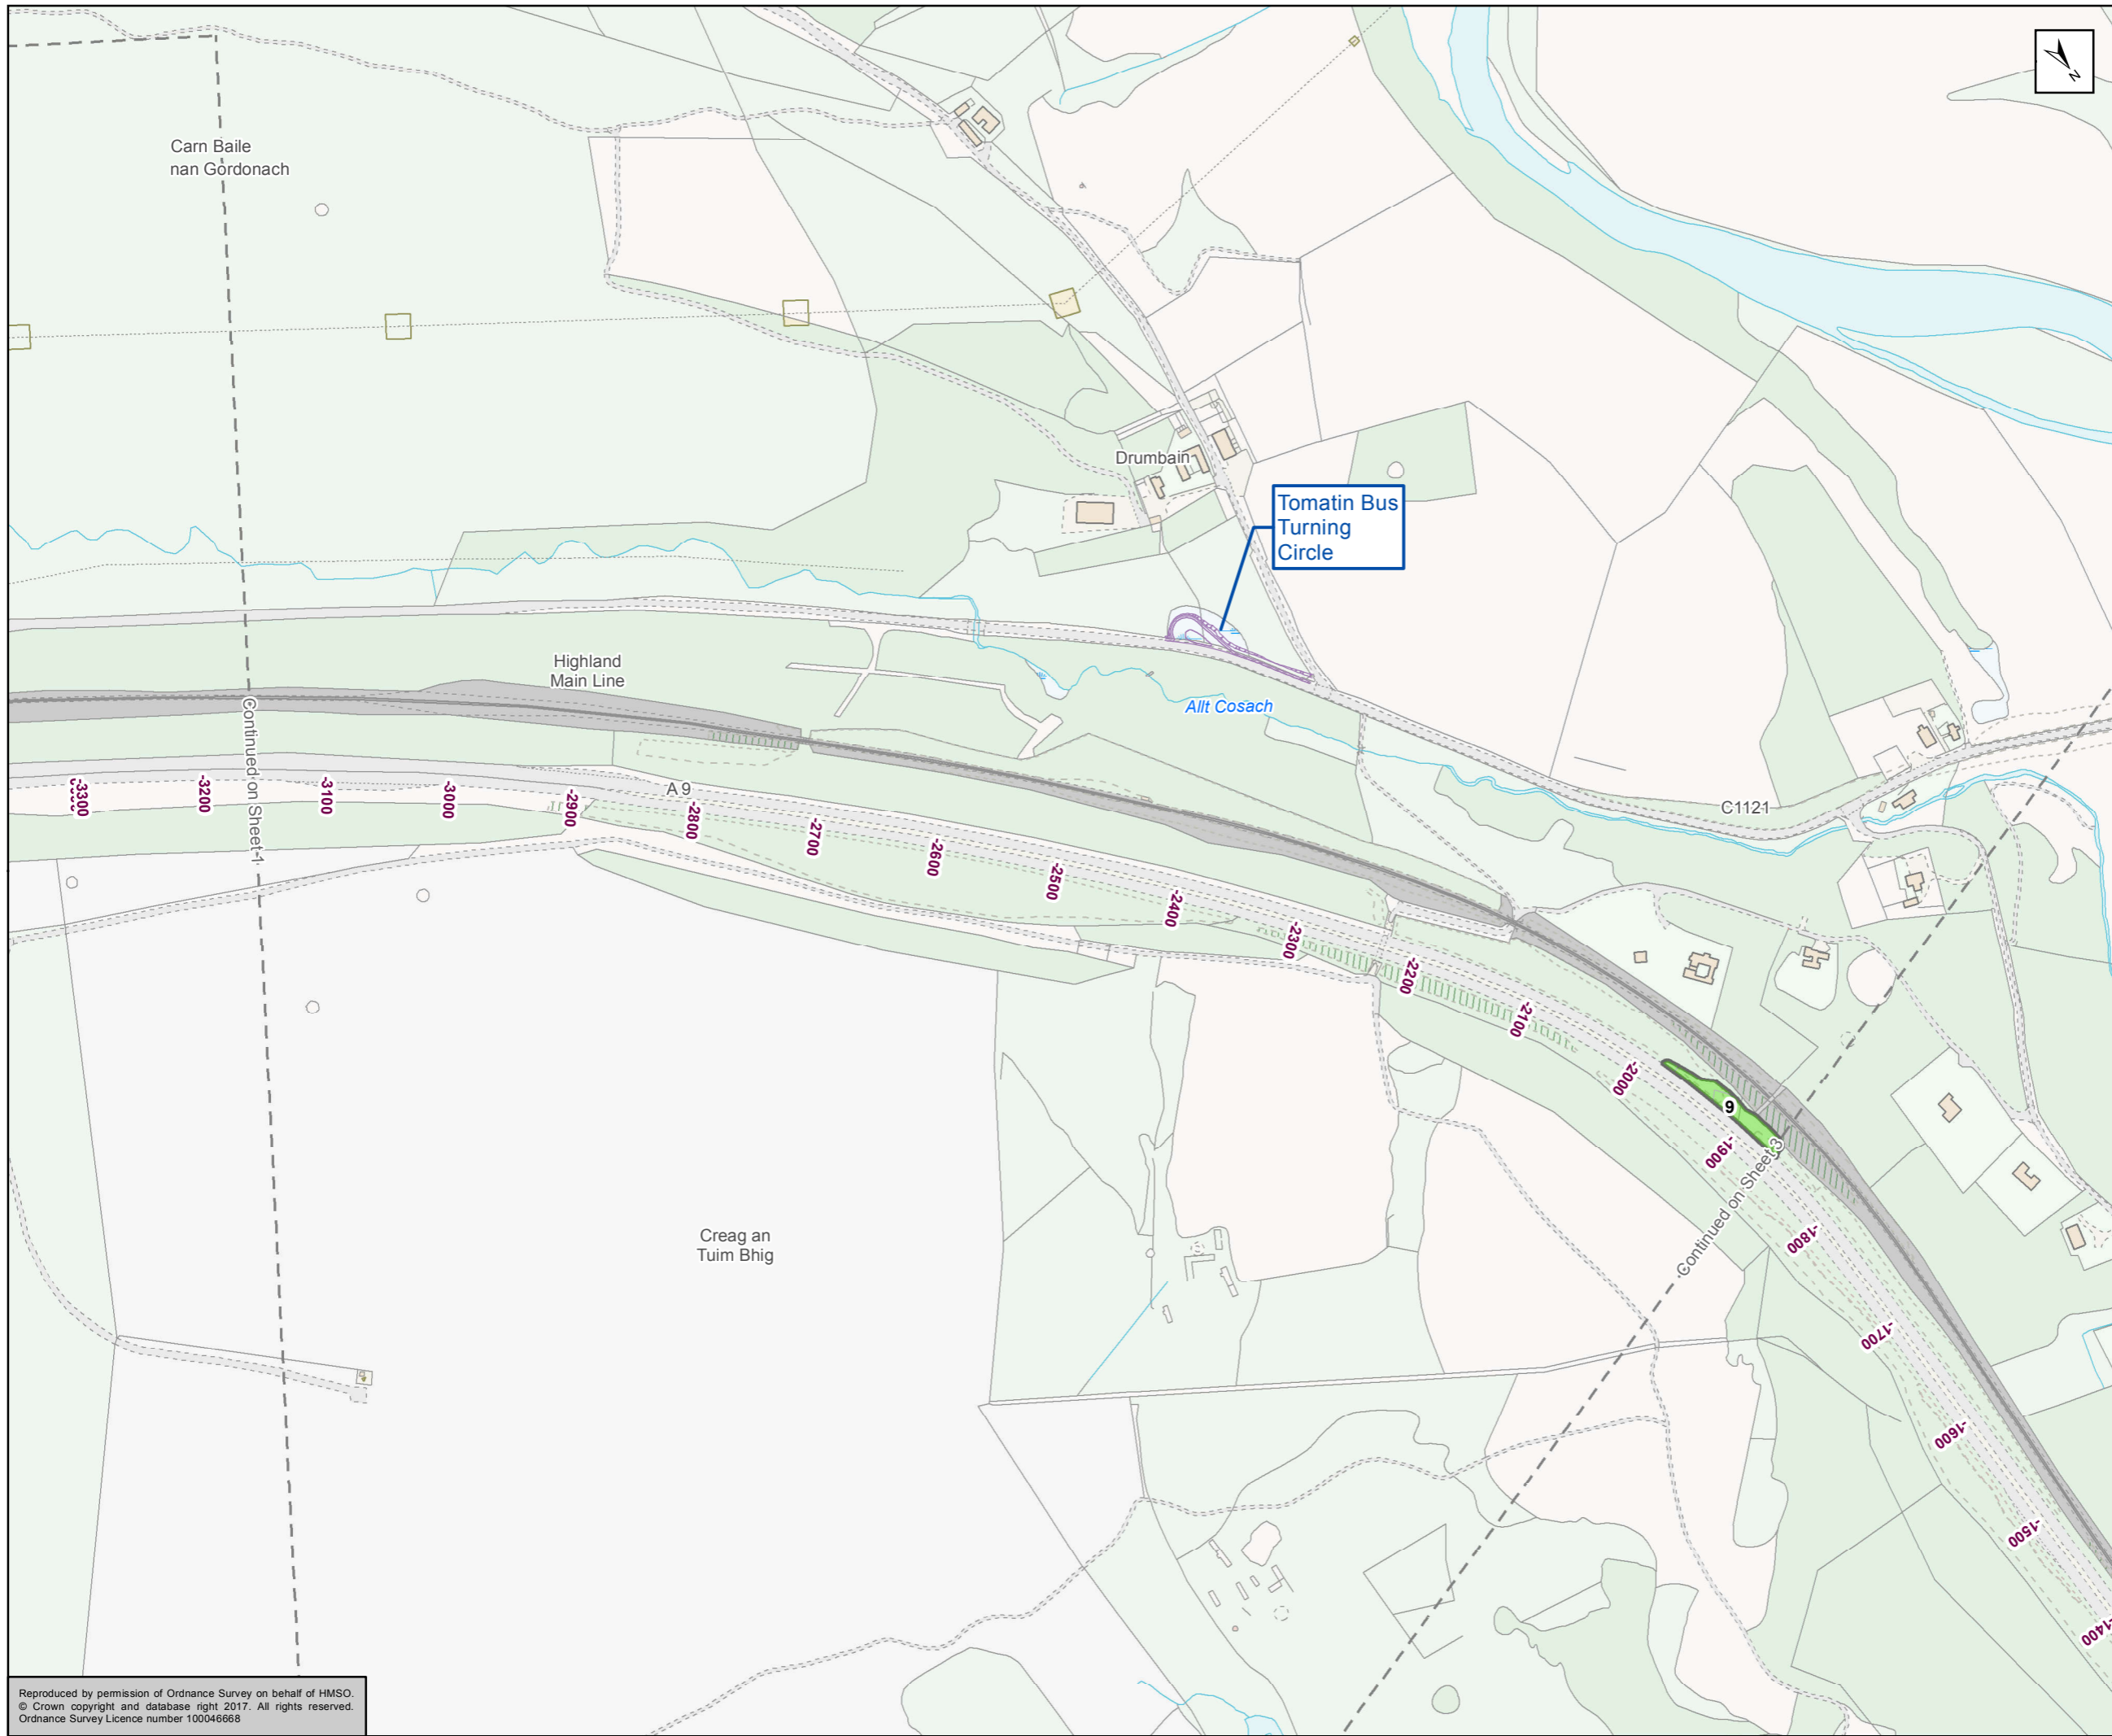 N
Carn Baile
nan Gordonach
Drumbain
Tomatin Bus
Turning
Circle
Highland
Main Line
Allt Cosach
Continued on Sheet 1
A 9
C1121
-3300
-3200
-3100
-3000
-2900
-2800
-2700
-2600
-2500
-2400
-2300
-2200
-2100
-2000
9
-1900
Continued on Sheet 3
-1800
-1700
-1600
-1500
-1400
Creag an
Tuim Bhig
Reproduced by permission of Ordnance Survey on behalf of HMSO.
© Crown copyright and database right 2017. All rights reserved.
Ordnance Survey Licence number 100046668